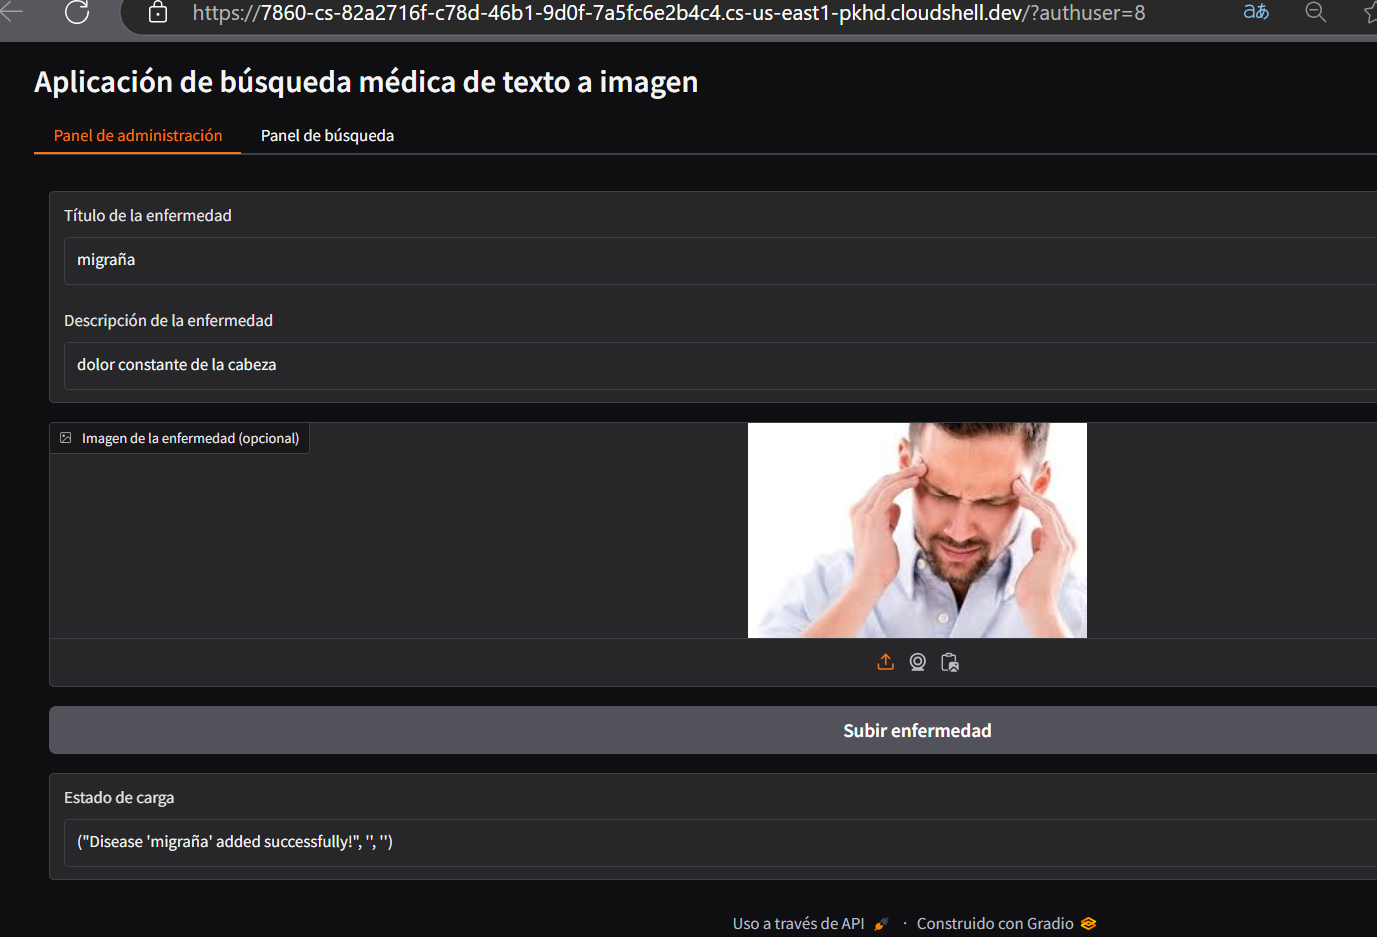 https://7860-cs-82a2716f-c78d-46b1-9d0f-7a5fc6e2b4c4.cs-us-east1-pkhd.cloudshell.dev/?authuser=8
aあ
Aplicación de búsqueda médica de texto a imagen
Panel de administración Panel de búsqueda
Título de la enfermedad
migraña
Descripción de la enfermedad
dolor constante de la cabeza
Imagen de la enfermedad (opcional)
Subir enfermedad
Estado de carga
("Disease 'migraña' added successfully!", '', '')
Uso a través de API · Construido con Gradio